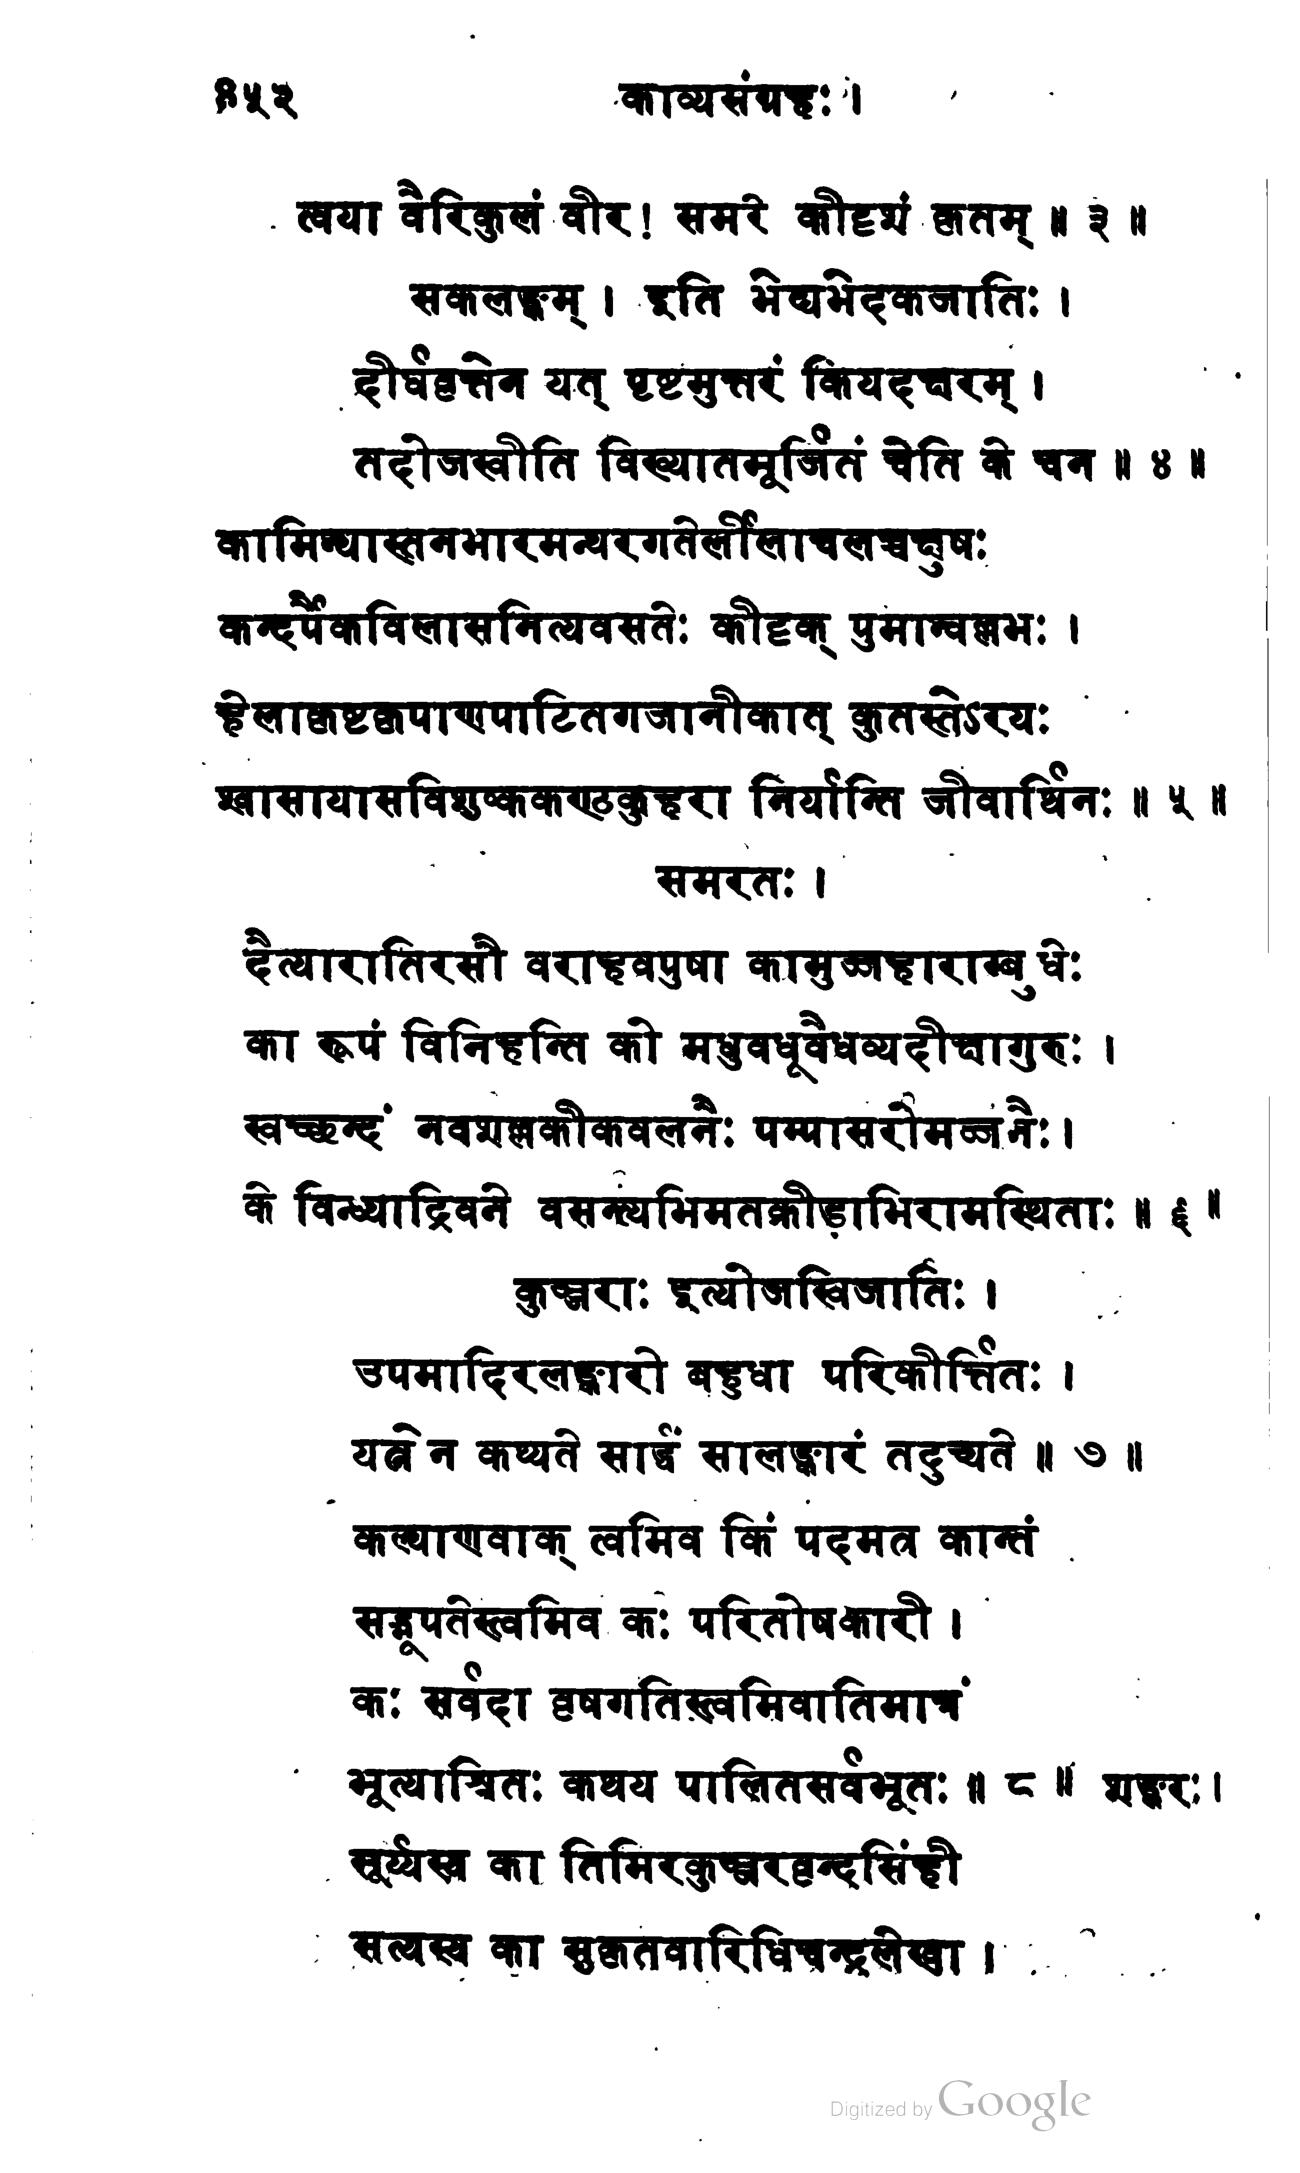 ४५२ काव्यसंग्रहः ।
त्वया वैरिकुलं वीर! समरे कीदृशं कृतम् ॥ ३ ॥
सकलङ्कम् । इति भेद्यभेदकजातिः ।
दीर्घवृत्तेन यत् पृष्टमुत्तरं कियदक्षरम् ।
तदोजस्वीति विख्यातमूर्जितं चेति के चन ॥ ४ ॥
कामिन्यास्तनभारमन्थरगतेर्लीलाचलच्चक्षुषः
कन्दर्पैकविलासनित्यवसतेः कीदृक् पुमान्वल्लभः ।
हेलाकृष्टकृपाणपाटितगजानीकात् कुतस्तेऽरयः
श्वासायासविशुष्ककण्ठकुहरा निर्यान्ति जीवार्थिनः ॥ ५ ॥
समरतः ।
दैत्यारातिरसौ वराहवपुषा कामुज्जहाराम्बुधेः
का रूपं विनिहन्ति को मधुवधूवैधव्यदीक्षागुरुः ।
स्वच्छन्दं नवशल्लकीकवलनैः पम्पासरोमज्जनैः ।
के विन्ध्याद्रिवने वसन्त्यभिमतक्रीड़ाभिरामस्थिताः ॥ ६ ॥
कुञ्जराः इत्योजस्विजातिः ।
उपमादिरलङ्कारो बहुधा परिकीर्त्तितः ।
यत्नेन कथ्यते सार्द्धं सालङ्कारं तदुच्यते ॥ ७ ॥
कल्याणवाक् त्वमिव किं पदमत्र कान्तं
सद्भूपतेस्त्वमिव कः परितोषकारी ।
कः सर्वदा वृषगतिस्त्वमिवातिमात्रं
भूत्याश्रितः कथय पालितसर्वभूतः ॥ ८ ॥ शङ्करः ।
सूर्य्यस्य का तिमिरकुञ्जरवृन्दसिंही
सत्यस्य का सुकृतवारिधिचन्द्रलेखा ।
Digitized by Google